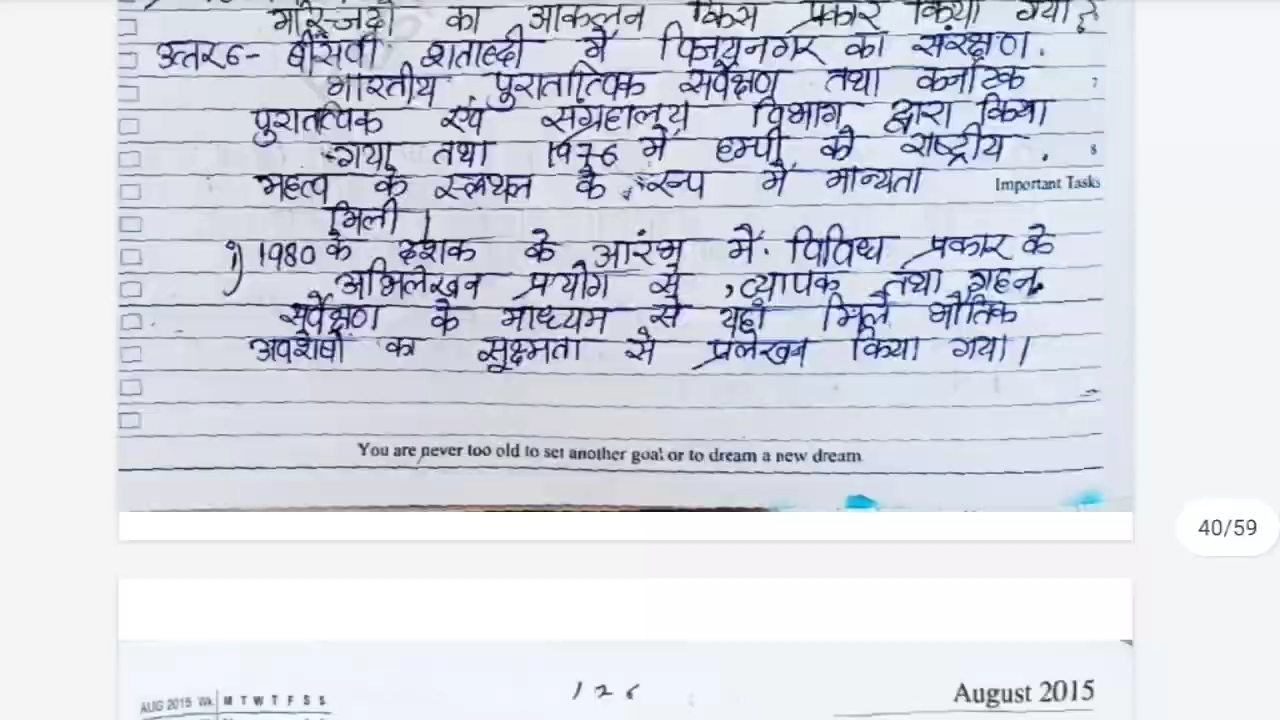 का आकलन किस प्रकार किया गया?
उत्तर6- बीसवी शताब्दी में विजयनगर का संरक्षण
भारतीय पुरातात्विक सर्वेक्षण तथा कर्नाटक 7
पुरातत्विक एवं संग्रहालय विभाग द्वारा किया
गया तथा 1976 में हम्पी को राष्ट्रीय 8
महत्व के स्थल के रूप में मान्यता Important Tasks
मिली।
1) 1980 के दशक के आरंभ में विविध प्रकार के
अभिलेखन प्रयोग से, व्यापक तथा गहन
सर्वेक्षण के माध्यम से यहाँ मिले भौतिक
अवशेषों का सूक्ष्मता से प्रलेखन किया गया।
You are never too old to set another goal or to dream a new dream
40/59
126
August 2015
AUG 2015 Wk M T W T F S S